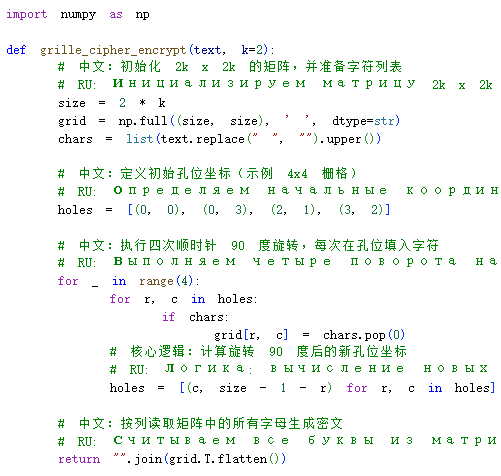 import numpy as np
def grille_cipher_encrypt(text, k=2):
# 中文：初始化 2k x 2k 的矩阵，并准备字符列表
# RU: Инициализируем матрицу 2k x 2k
size = 2 * k
grid = np.full((size, size), ' ', dtype=str)
chars = list(text.replace(" ", "").upper())
# 中文：定义初始孔位坐标（示例 4x4 栅格）
# RU: Определяем начальные координ
holes = [(0, 0), (0, 3), (2, 1), (3, 2)]
# 中文：执行四次顺时针 90 度旋转，每次在孔位填入字符
# RU: Выполняем четыре поворота на
for _ in range(4):
for r, c in holes:
if chars:
grid[r, c] = chars.pop(0)
# 核心逻辑：计算旋转 90 度后的新孔位坐标
# RU: Логика: вычисление новых
holes = [(c, size - 1 - r) for r, c in holes]
# 中文：按列读取矩阵中的所有字母生成密文
# RU: Считываем все буквы из матри
return "".join(grid.T.flatten())